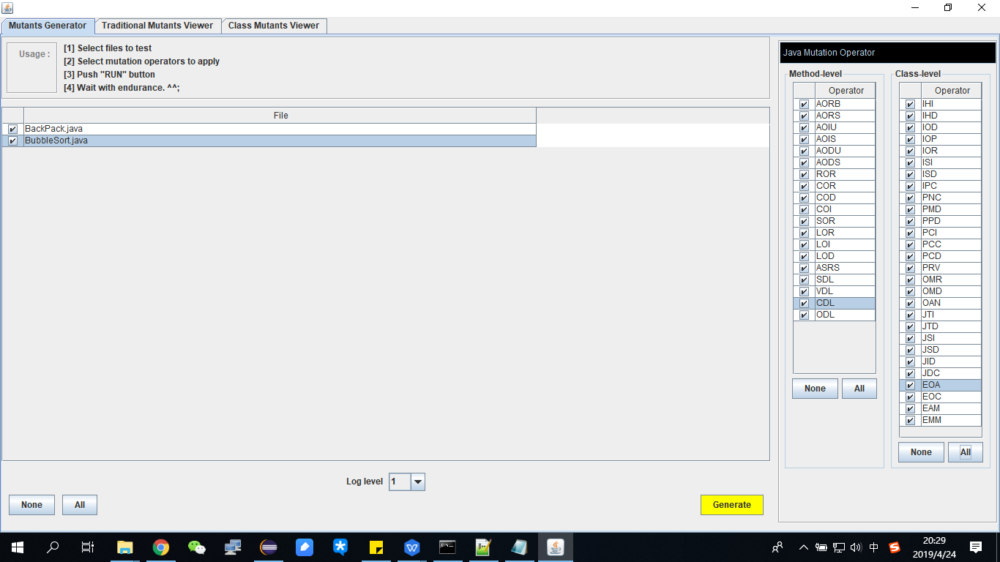 Mutants Generator Traditional Mutants Viewer Class Mutants Viewer
Usage :
[1] Select files to test
[2] Select mutation operators to apply
[3] Push "RUN" button
[4] Wait with endurance. ^^;
File
BackPack.java
BubbleSort.java
Log level 1
None All
Generate
Java Mutation Operator
Method-level
Operator
AORB
AORS
AOIU
AOIS
AODU
AODS
ROR
COR
COD
COI
SOR
LOR
LOI
LOD
ASRS
SDL
VDL
CDL
ODL
None All
Class-level
Operator
IHI
IHD
IOD
IOP
IOR
ISI
ISD
IPC
PNC
PMD
PPD
PCI
PCC
PCD
PRV
OMR
OMD
OAN
JTI
JTD
JSI
JSD
JID
JDC
EOA
EOC
EAM
EMM
None All
中
20:29
2019/4/24